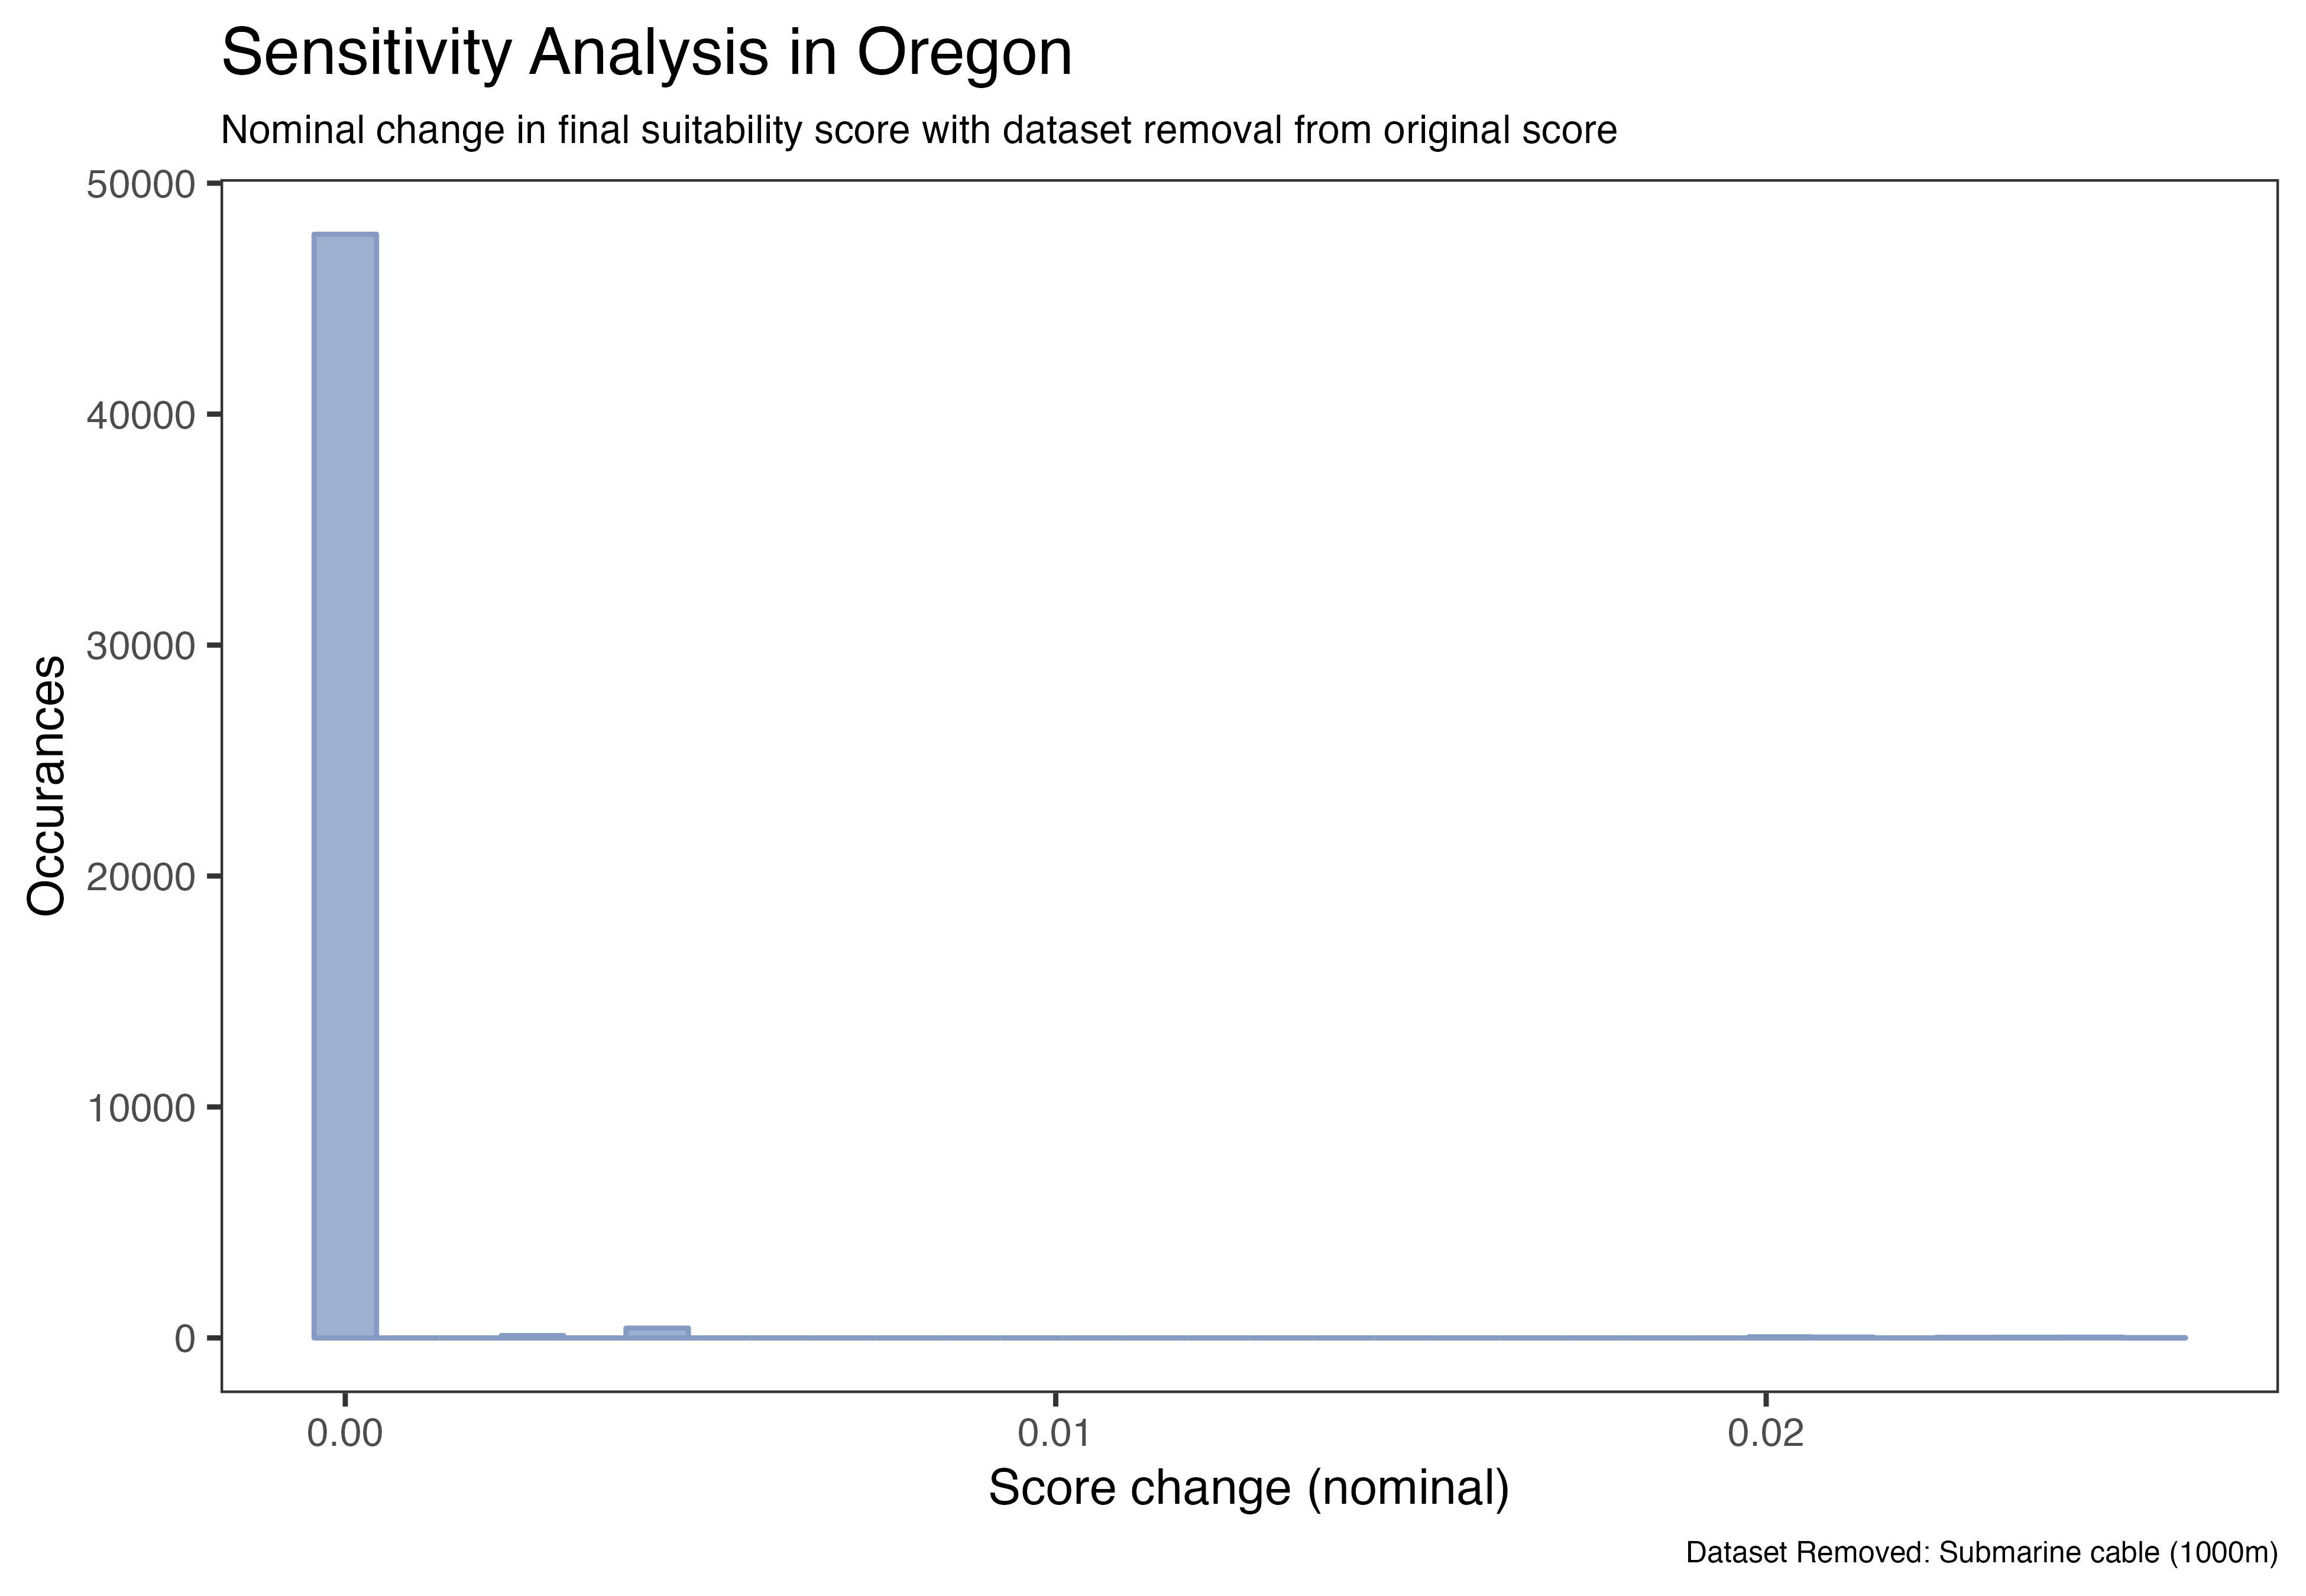 Sensitivity Analysis in Oregon
Nominal change in final suitability score with dataset removal from original score
50000
40000
30000
20000
10000
0
Occurances
0.00
0.01
0.02
Score change (nominal)
Dataset Removed: Submarine cable (1000m)